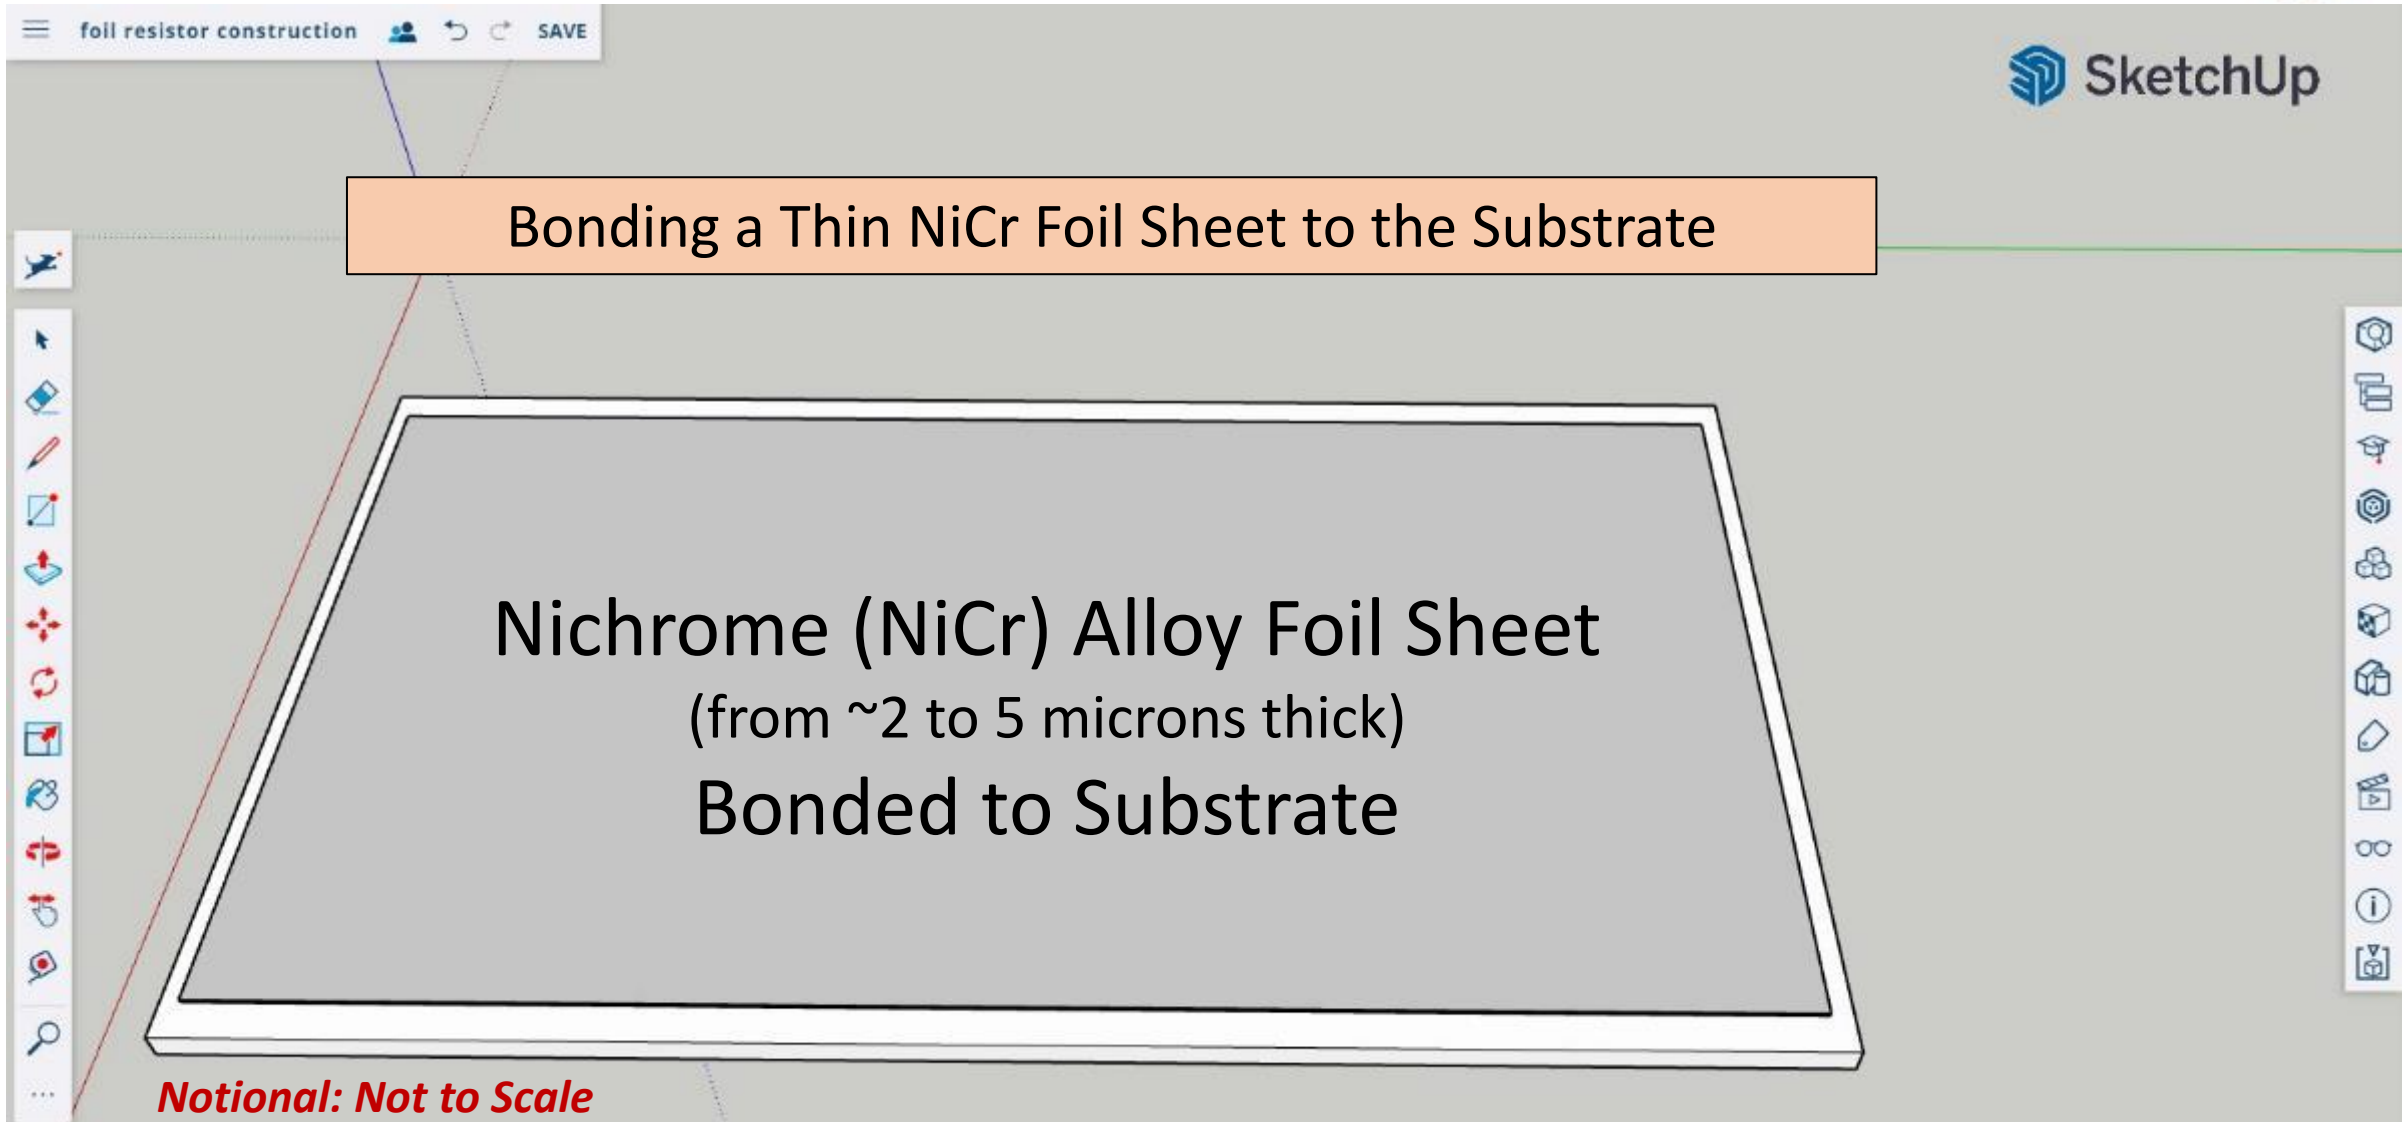 foil resistor construction SAVE
SketchUp
Bonding a Thin NiCr Foil Sheet to the Substrate
Nichrome (NiCr) Alloy Foil Sheet
(from ~2 to 5 microns thick)
Bonded to Substrate
Notional: Not to Scale